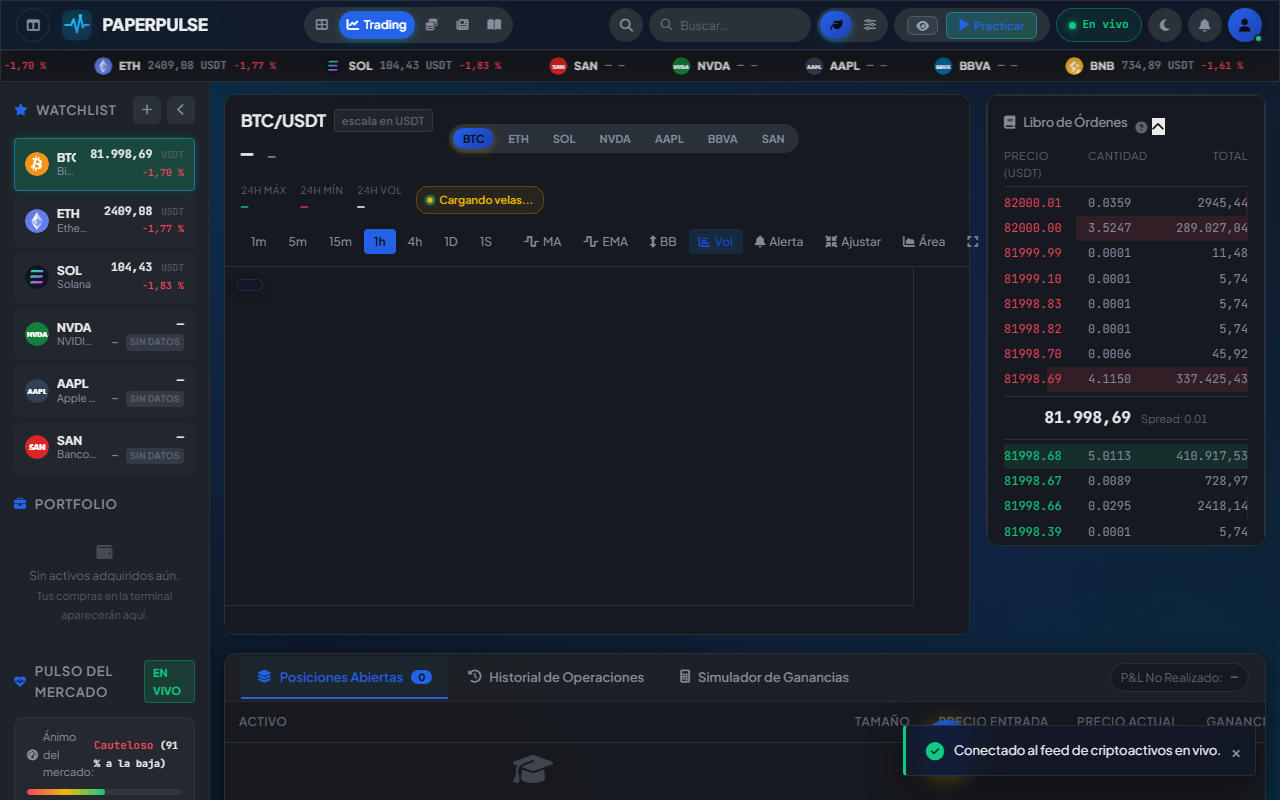 PAPERPULSE
Trading
Buscar...
Practicar
En vivo
-1,70 % ETH 2409,08 USDT -1,77 % SOL 104,43 USDT -1,83 % SAN – – NVDA – – AAPL – – BBVA – – BNB 734,89 USDT -1,61 %
WATCHLIST
BTC 81.998,69 USDT
Bi... -1,70 %
ETH 2409,08 USDT
Ethe... -1,77 %
SOL 104,43 USDT
Solana -1,83 %
NVDA –
NVIDI... – SIN DATOS
AAPL –
Apple ... – SIN DATOS
SAN –
Banco... – SIN DATOS
PORTFOLIO
Sin activos adquiridos aún.
Tus compras en la terminal
aparecerán aquí.
PULSO DEL
MERCADO
EN
VIVO
Ánimo
del
mercado:
Cauteloso (91
% a la baja)
BTC/USDT escala en USDT
– –
BTC ETH SOL NVDA AAPL BBVA SAN
24H MÁX 24H MÍN 24H VOL
– – –
Cargando velas...
1m 5m 15m 1h 4h 1D 1S MA EMA BB Vol Alerta Ajustar Área
Libro de Órdenes ?
PRECIO CANTIDAD TOTAL
(USDT)
82000.01 0.0359 2945,44
82000.00 3.5247 289.027,04
81999.99 0.0001 11,48
81999.10 0.0001 5,74
81998.83 0.0001 5,74
81998.82 0.0001 5,74
81998.70 0.0006 45,92
81998.69 4.1150 337.425,43
81.998,69 Spread: 0.01
81998.68 5.0113 410.917,53
81998.67 0.0089 728,97
81998.66 0.0295 2418,14
81998.39 0.0001 5,74
Posiciones Abiertas 0 Historial de Operaciones Simulador de Ganancias P&L No Realizado: –
ACTIVO TAMAÑO PRECIO ENTRADA PRECIO ACTUAL GANANCI
Conectado al feed de criptoactivos en vivo. ×